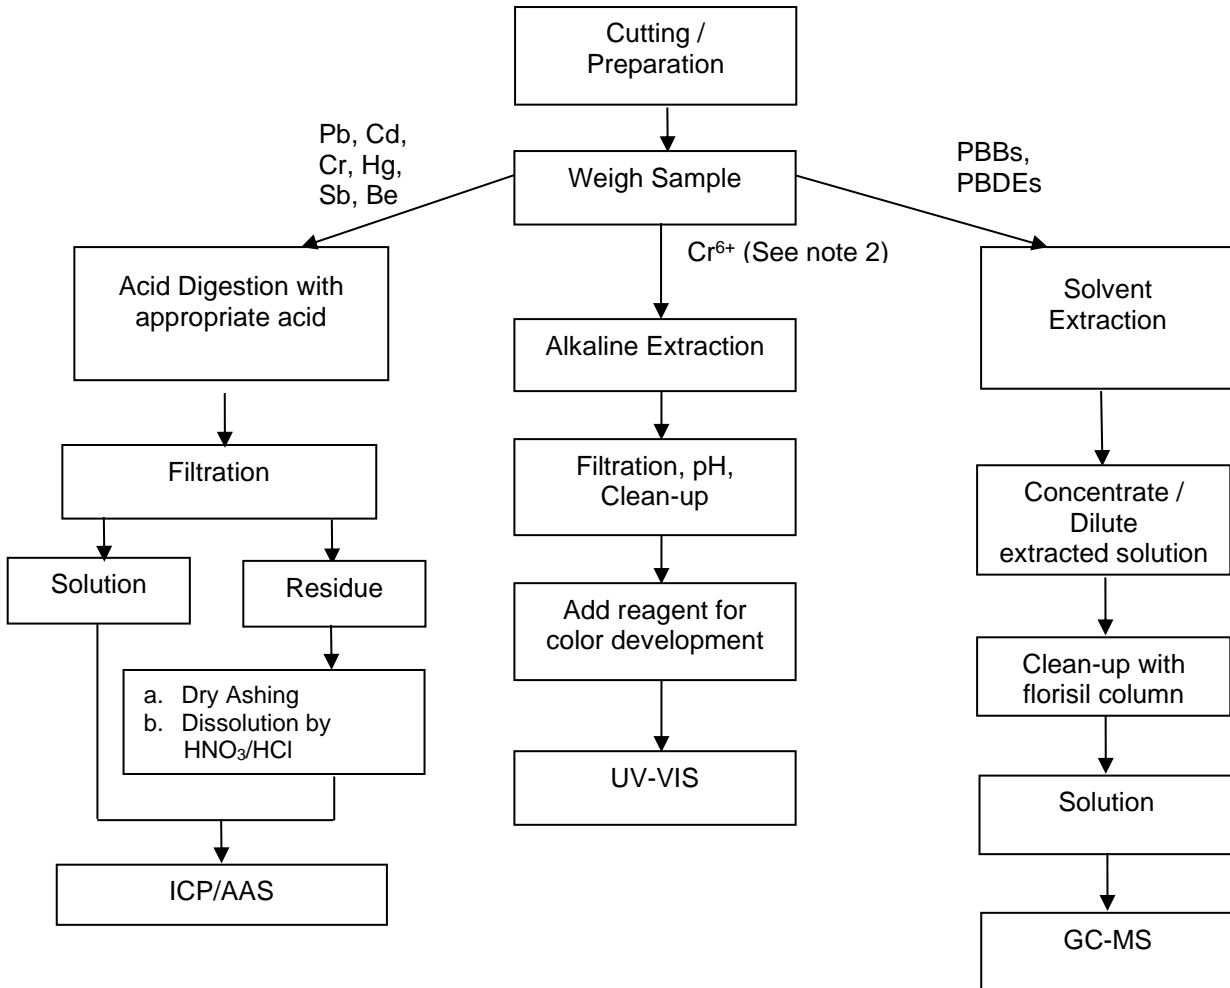 Cutting /
Preparation
Pb, Cd,
Cr, Hg,
Sb, Be
Weigh Sample
PBBs,
PBDEs
Cr⁶⁺ (See note 2)
Acid Digestion with
appropriate acid
Alkaline Extraction
Solvent
Extraction
Filtration
Filtration, pH,
Clean-up
Concentrate /
Dilute
extracted solution
Solution
Residue
Add reagent for
color development
Clean-up with
florisil column
a. Dry Ashing
b. Dissolution by
HNO₃/HCl
UV-VIS
Solution
ICP/AAS
GC-MS